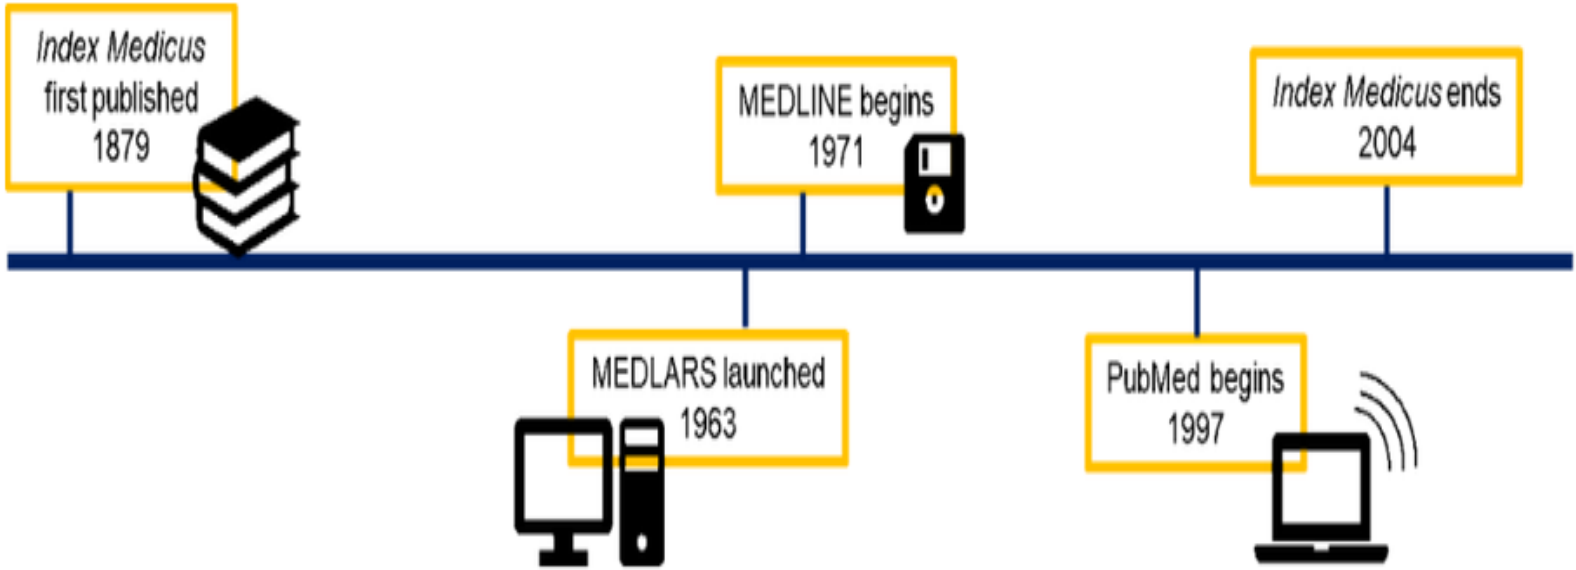 Index Medicus
first published
1879
MEDLARS launched
1963
MEDLINE begins
1971
PubMed begins
1997
Index Medicus ends
2004